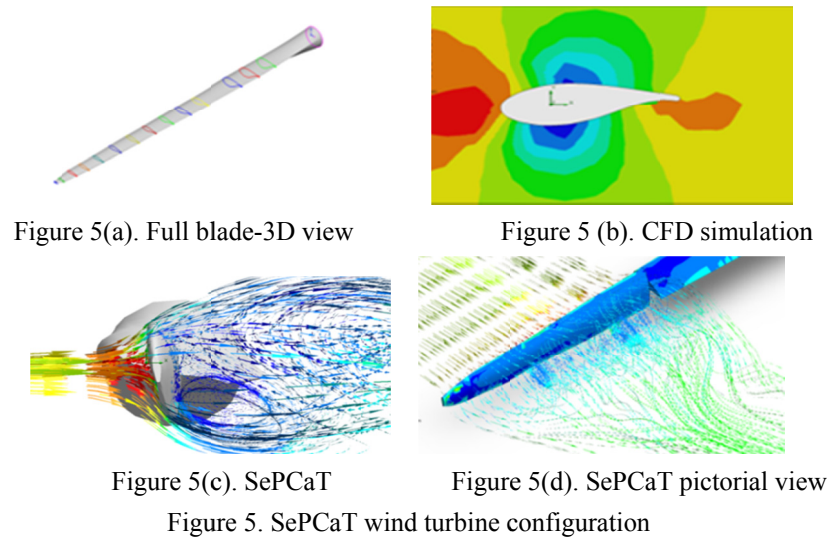 Figure 5(a). Full blade-3D view
Figure 5 (b). CFD simulation
Figure 5(c). SePCaT
Figure 5(d). SePCaT pictorial view
Figure 5. SePCaT wind turbine configuration